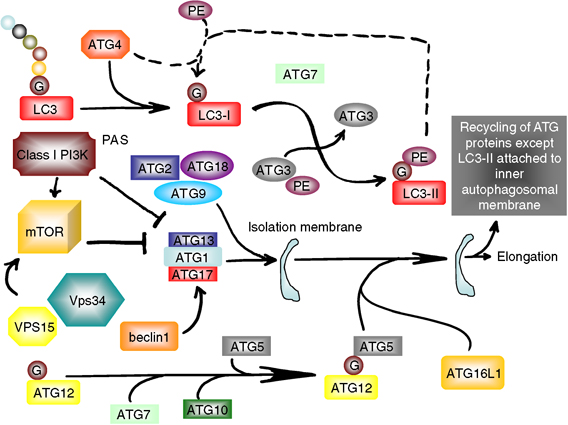 PE
ATG4
G
LC3
G
LC3-I
ATG7
ATG3
ATG3
PE
PE
G
LC3-II
Recycling of ATG
proteins except
LC3-II attached to
inner
autophagosomal
membrane
Class I PI3K
PAS
ATG2
ATG18
ATG9
mTOR
ATG13
ATG1
ATG17
Isolation membrane
Elongation
Vps34
VPS15
beclin1
G
ATG12
ATG7
ATG10
ATG5
ATG5
G
ATG12
ATG16L1